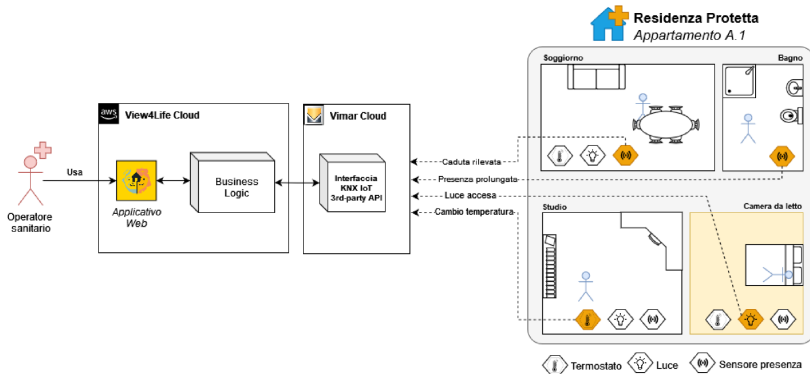 Residenza Protetta
Appartamento A.1
Soggiorno
Bagno
aws
View4Life Cloud
Vimar Cloud
Caduta rilevata
Usa
Presenza prolungata
Interfaccia
KNX IoT
3rd-party API
Business
Logic
Luce accesa
Operatore
sanitario
Applicativo
Web
Cambio temperatura
Studio
Camera da letto
Termostato
Luce
Sensore presenza